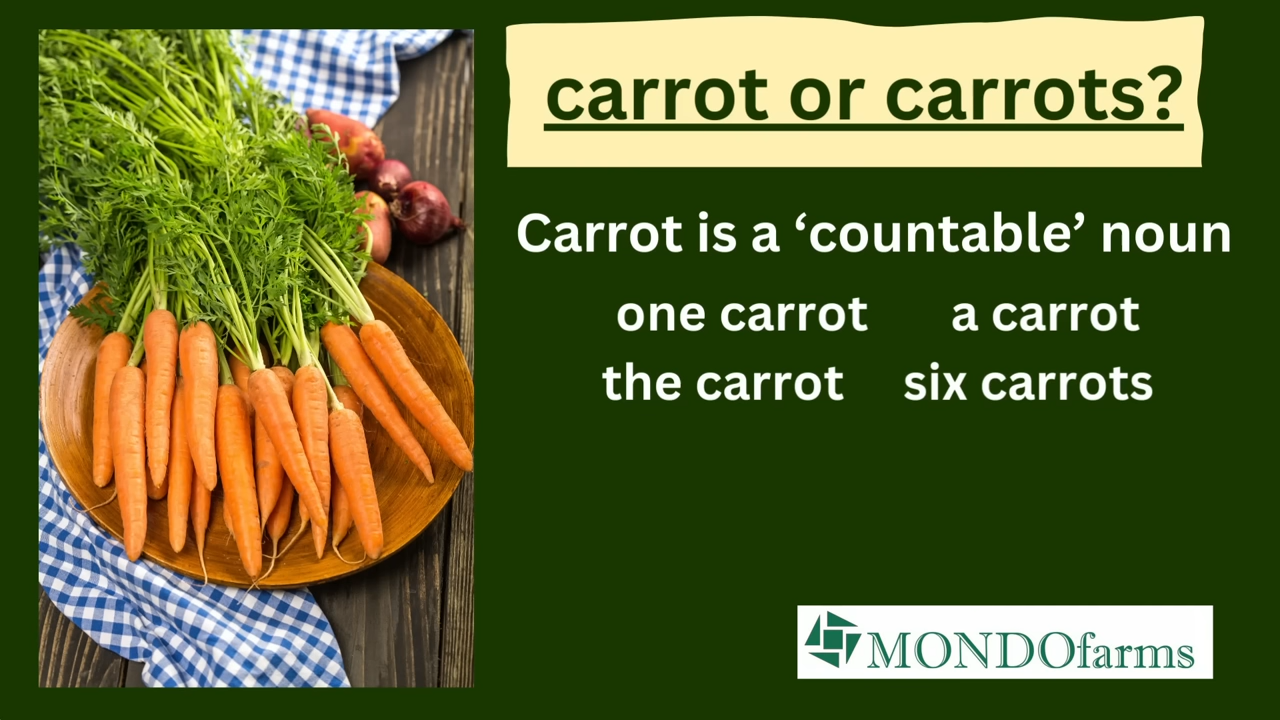 carrot or carrots?
Carrot is a ‘countable’ noun
one carrot a carrot
the carrot six carrots
MONDOfarms